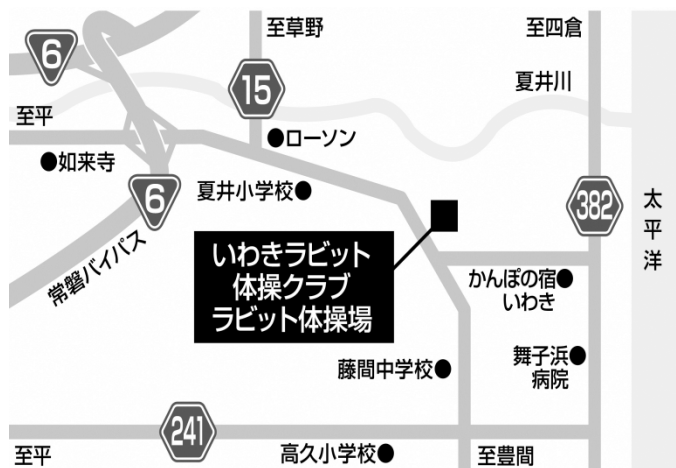 至草野
至四倉
6
15
夏井川
至平
ローソン
如来寺
夏井小学校
6
382
太平洋
常磐バイパス
いわきラビット
体操クラブ
ラビット体操場
かんぽの宿
いわき
藤間中学校
舞子浜
病院
241
至平
高久小学校
至豊間